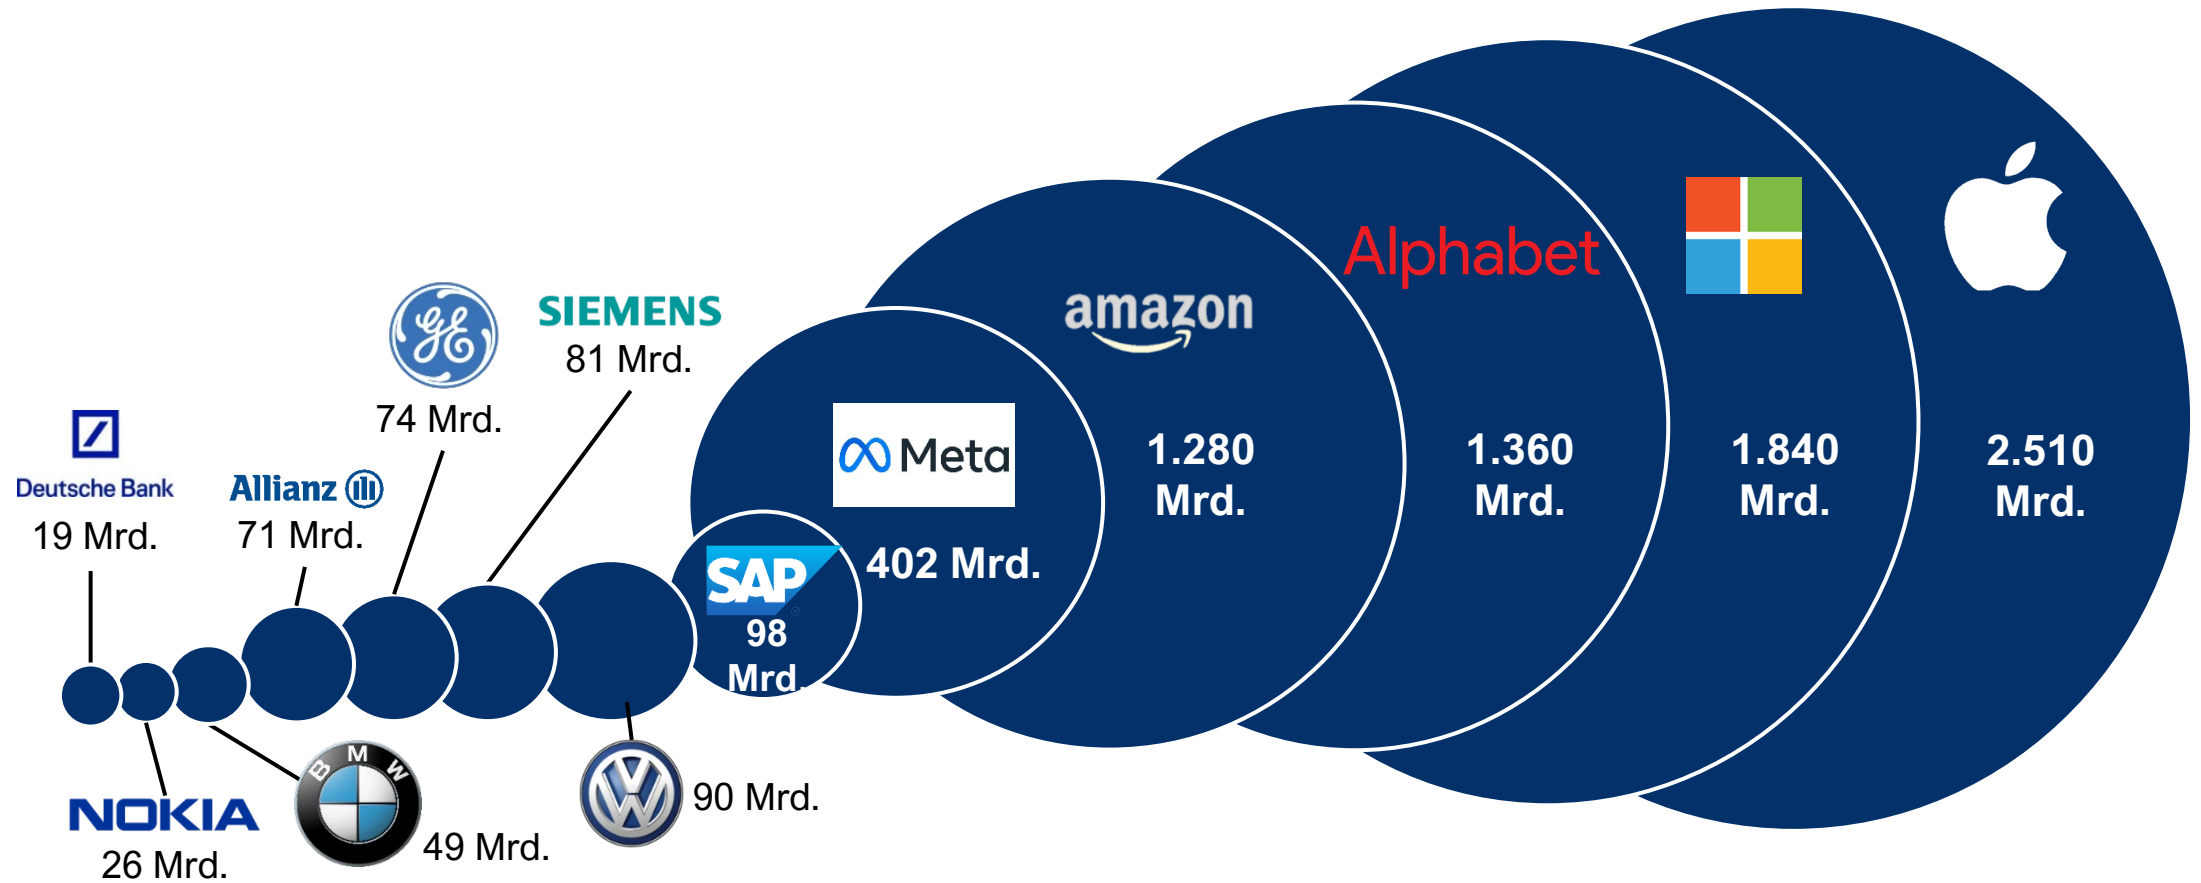 Deutsche Bank
19 Mrd.
NOKIA
26 Mrd.
BMW
49 Mrd.
Allianz
71 Mrd.
GE
74 Mrd.
SIEMENS
81 Mrd.
VW
90 Mrd.
SAP
98
Mrd.
Meta
402 Mrd.
amazon
1.280
Mrd.
Alphabet
1.360
Mrd.
1.840
Mrd.
2.510
Mrd.